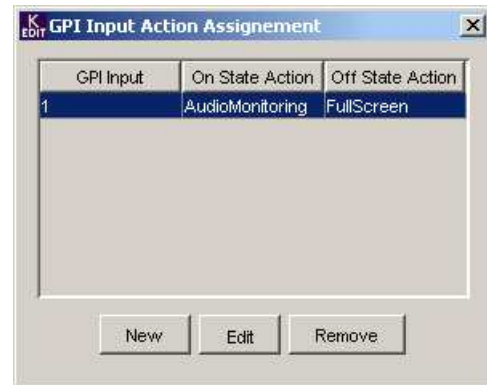 K EDIT GPI Input Action Assignement
GPI Input On State Action Off State Action
1 AudioMonitoring FullScreen
New Edit Remove